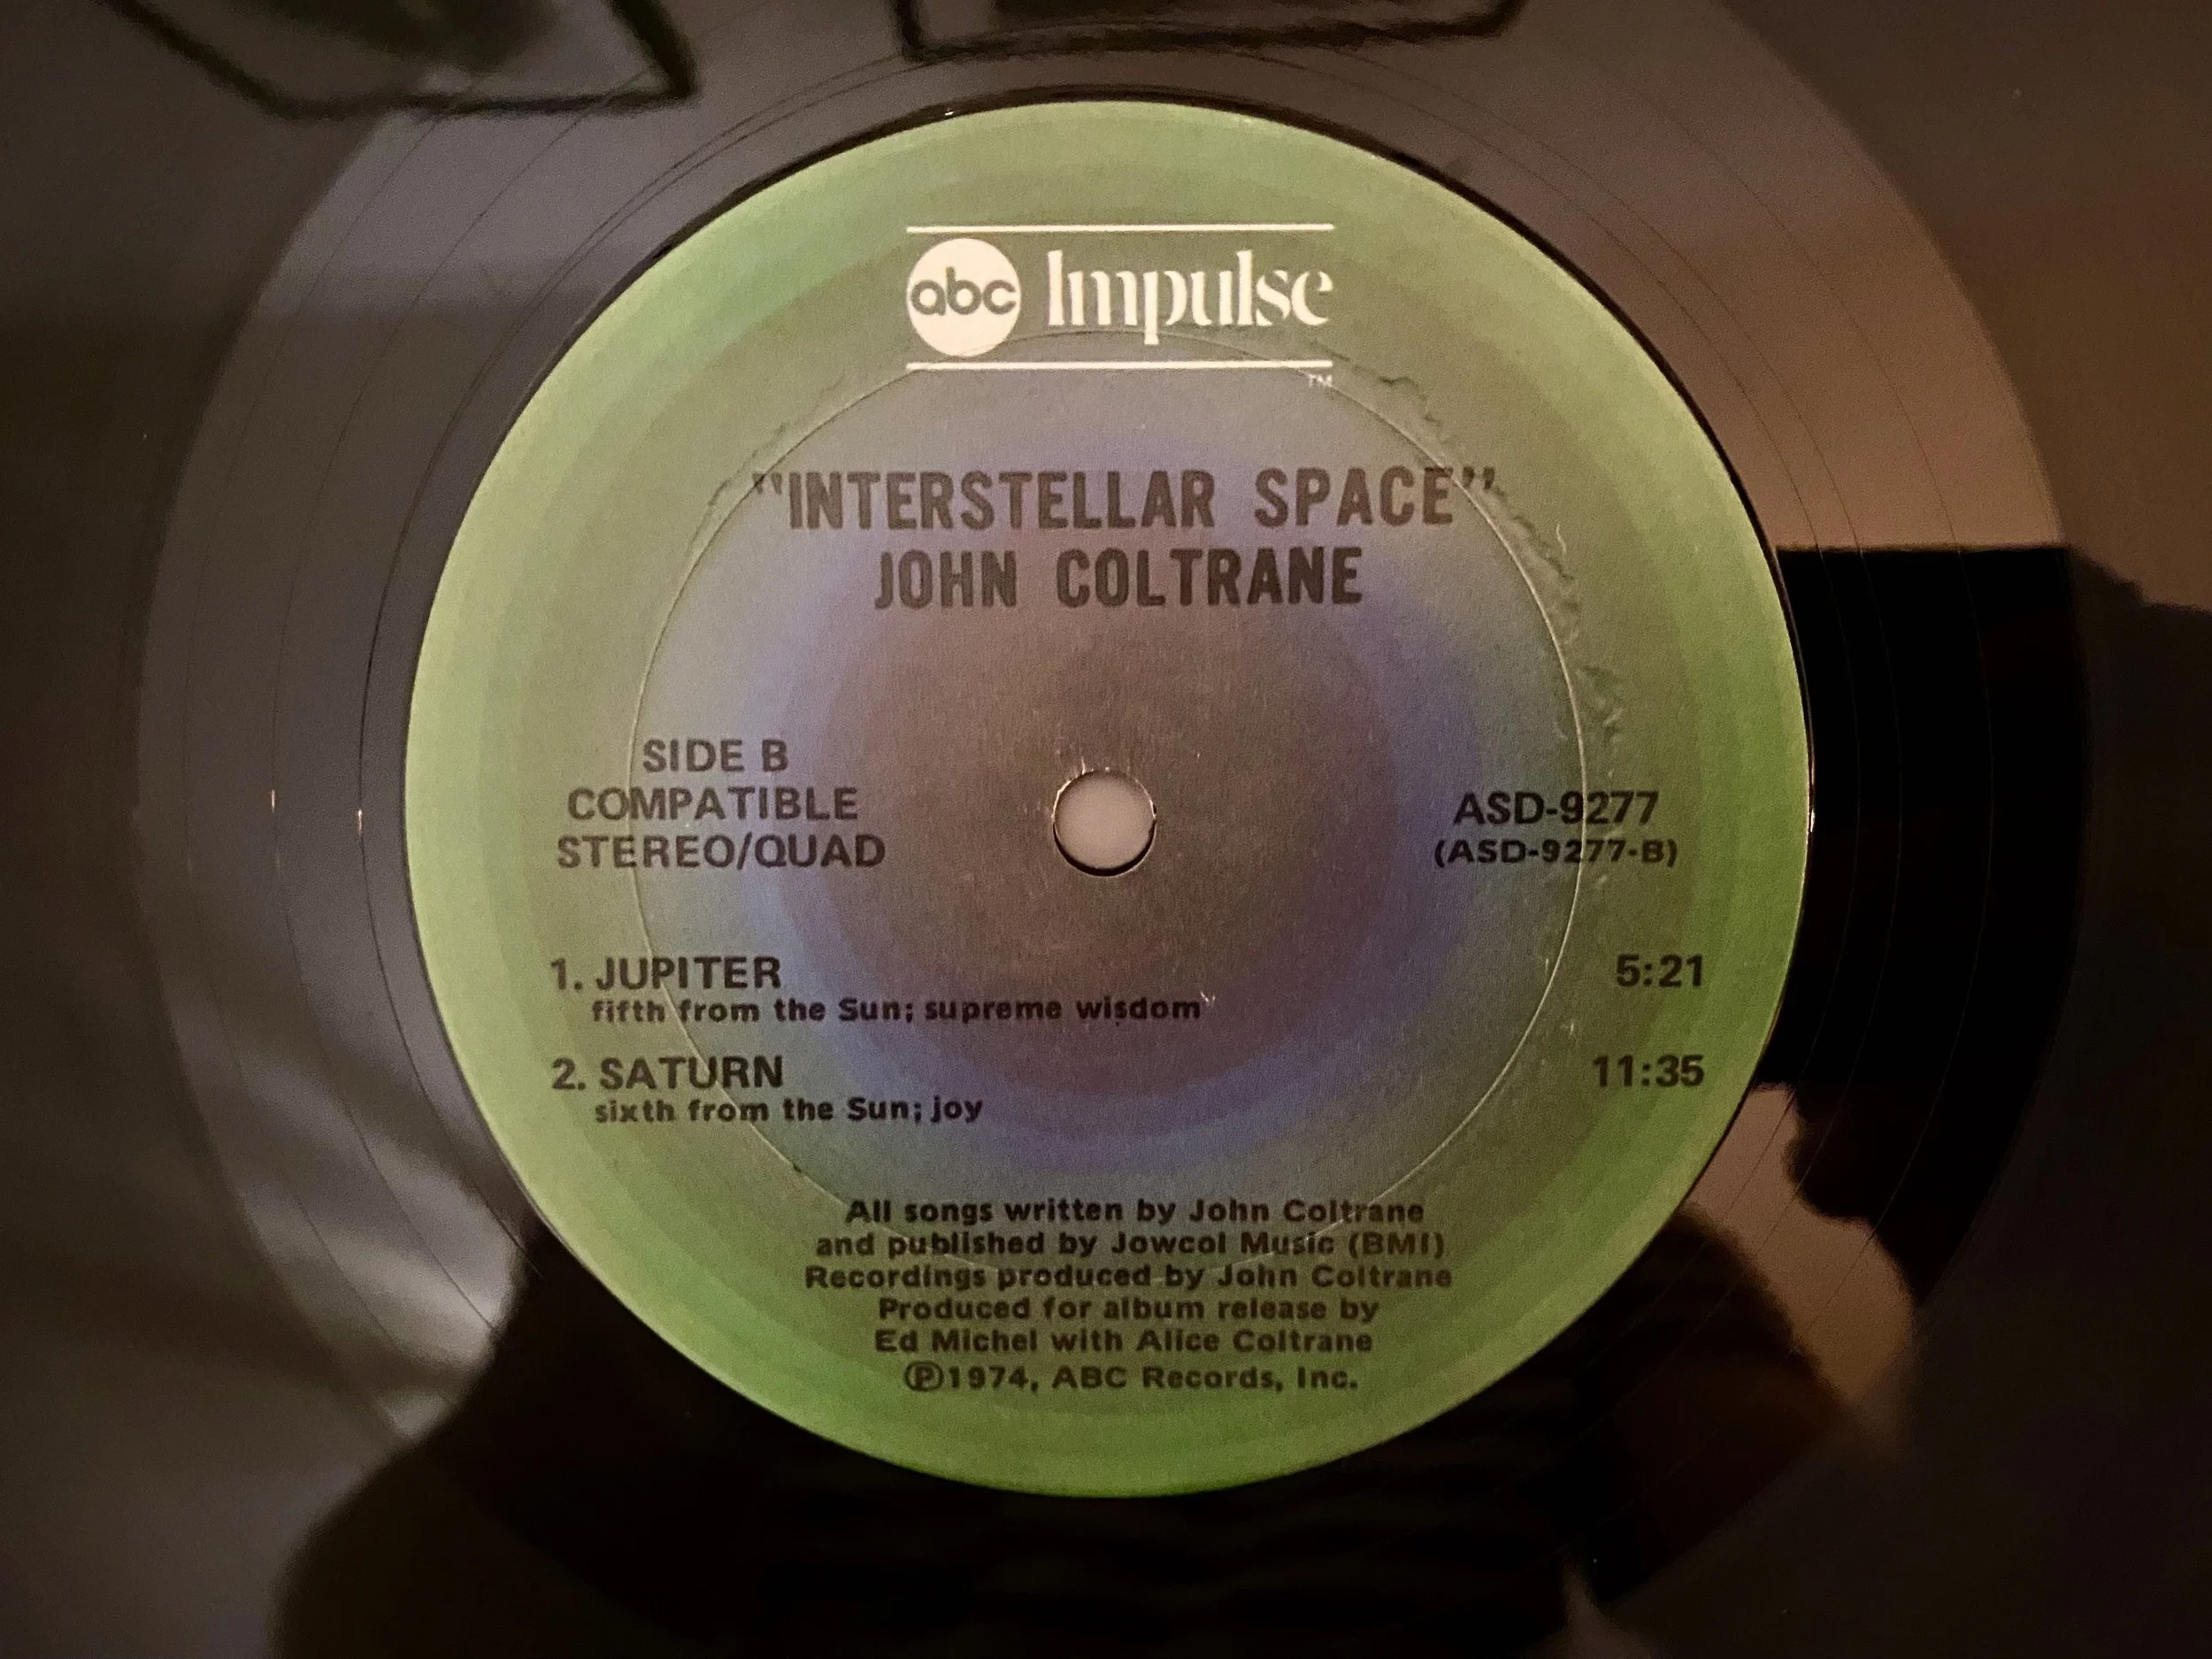 abc Impulse
TM
"INTERSTELLAR SPACE"
JOHN COLTRANE
SIDE B
COMPATIBLE
STEREO/QUAD
ASD-9277
(ASD-9277-B)
1. JUPITER 5:21
fifth from the Sun; supreme wisdom
2. SATURN 11:35
sixth from the Sun; joy
All songs written by John Coltrane
and published by Jowcol Music (BMI)
Recordings produced by John Coltrane
Produced for album release by
Ed Michel with Alice Coltrane
℗1974, ABC Records, Inc.